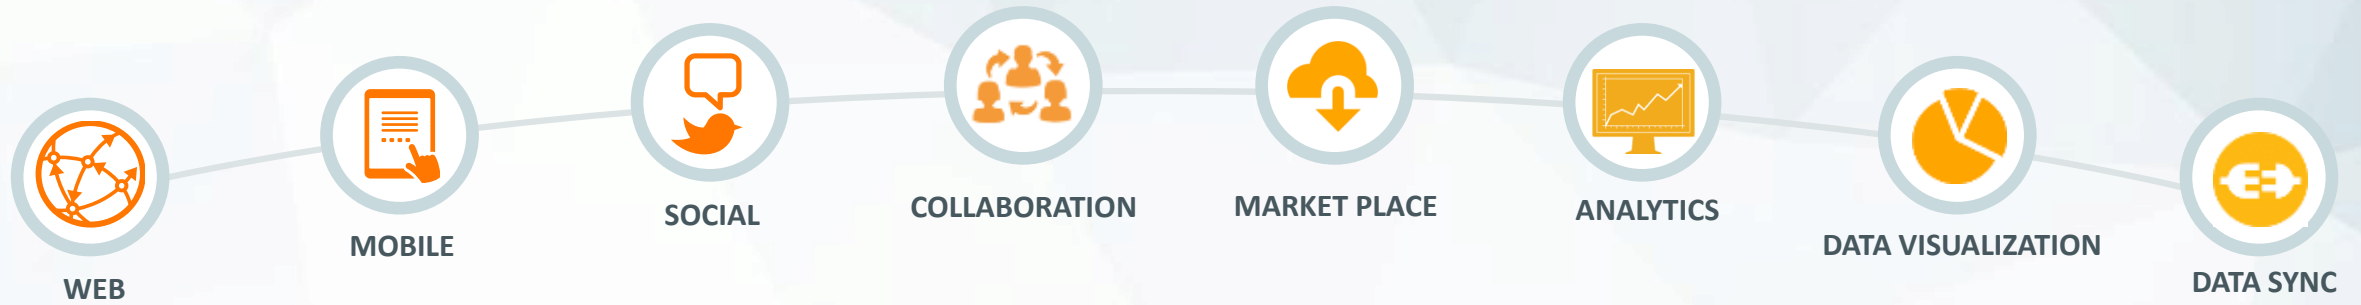 WEB
MOBILE
SOCIAL
COLLABORATION
MARKET PLACE
ANALYTICS
DATA VISUALIZATION
DATA SYNC